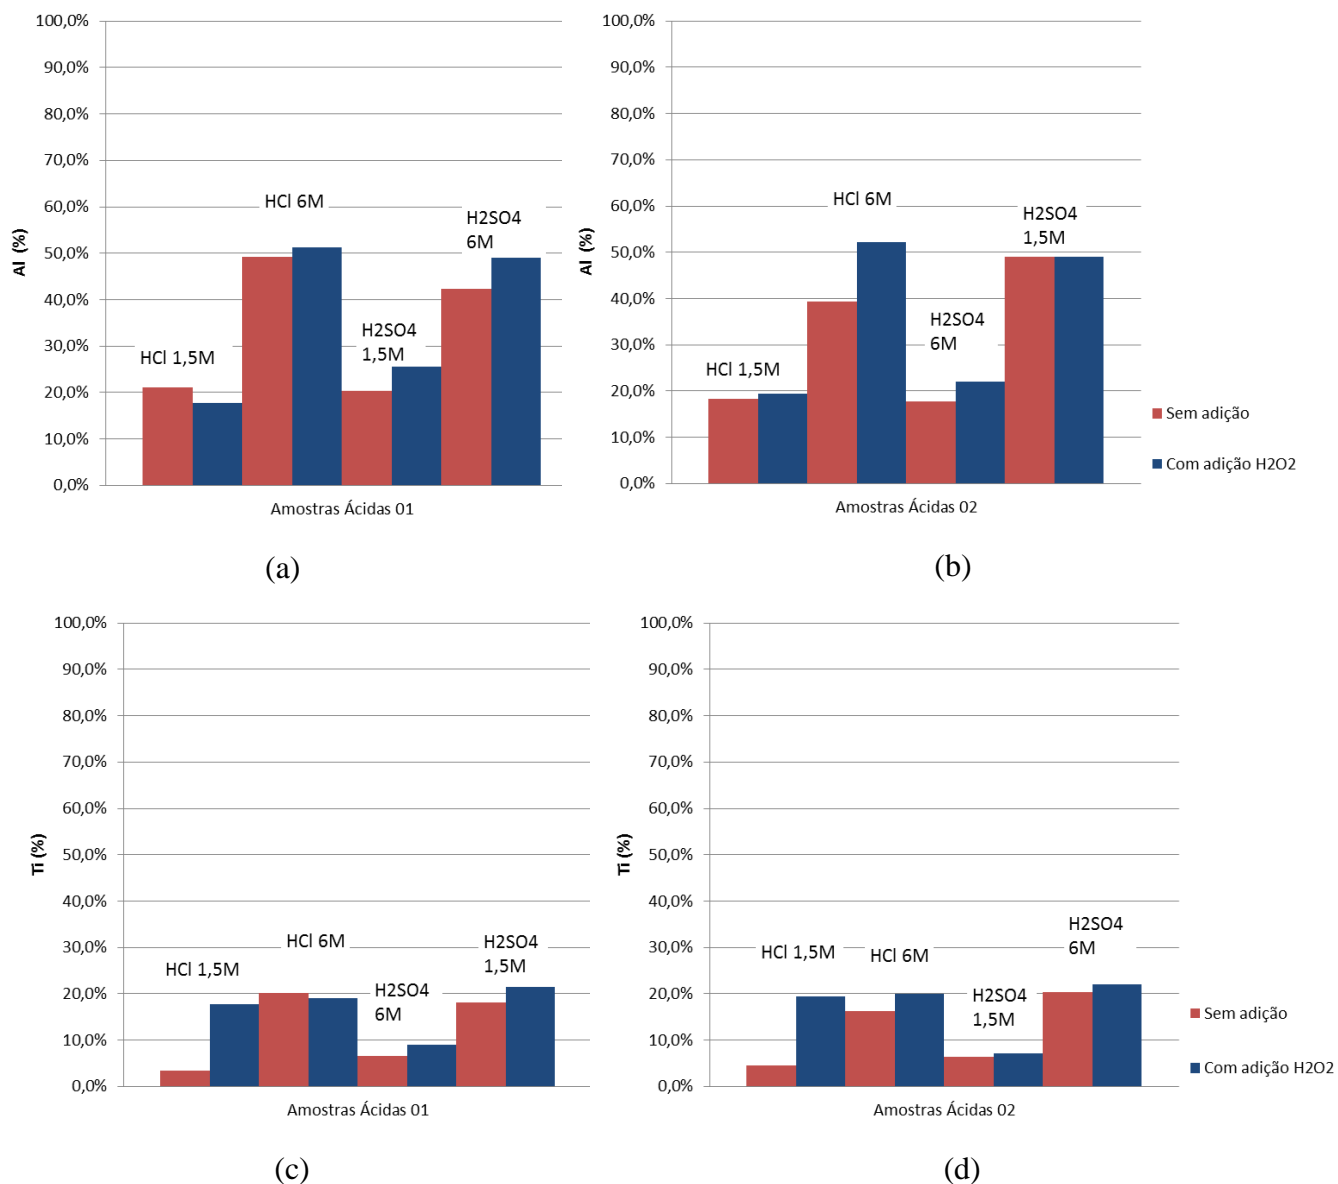 100,0%
90,0%
80,0%
70,0%
60,0%
50,0%
40,0%
30,0%
20,0%
10,0%
0,0%
Al (%)
HCl 1,5M
HCl 6M
H2SO4
1,5M
H2SO4
6M
Amostras Ácidas 01
(a)
100,0%
90,0%
80,0%
70,0%
60,0%
50,0%
40,0%
30,0%
20,0%
10,0%
0,0%
Al (%)
HCl 1,5M
HCl 6M
H2SO4
6M
H2SO4
1,5M
Amostras Ácidas 02
Sem adição
Com adição H2O2
(b)
100,0%
90,0%
80,0%
70,0%
60,0%
50,0%
40,0%
30,0%
20,0%
10,0%
0,0%
Ti (%)
HCl 1,5M
HCl 6M
H2SO4
6M
H2SO4
1,5M
Amostras Ácidas 01
(c)
100,0%
90,0%
80,0%
70,0%
60,0%
50,0%
40,0%
30,0%
20,0%
10,0%
0,0%
Ti (%)
HCl 1,5M
HCl 6M
H2SO4
1,5M
H2SO4
6M
Amostras Ácidas 02
Sem adição
Com adição H2O2
(d)